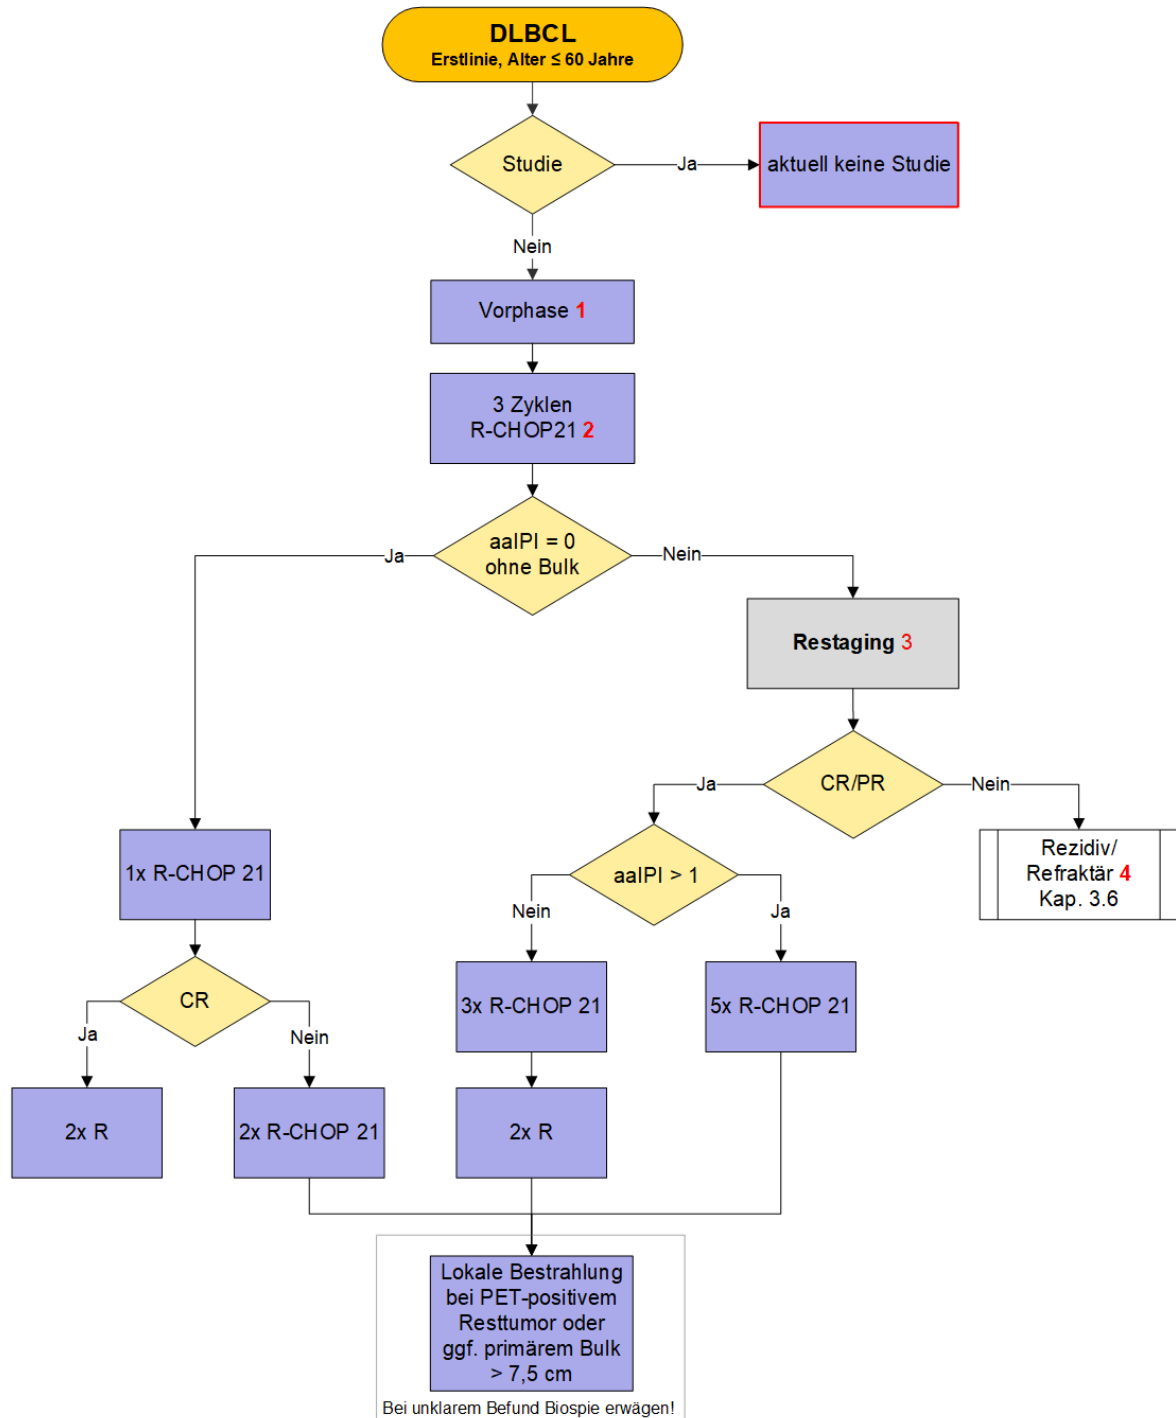 DLBCL
Erstlinie, Alter ≤ 60 Jahre
Studie
Ja
aktuell keine Studie
Nein
Vorphase 1
3 Zyklen
R-CHOP21 2
aaIPI = 0
ohne Bulk
Ja
Nein
Restaging 3
CR/PR
Ja
Nein
Rezidiv/
Refraktär 4
Kap. 3.6
1x R-CHOP 21
aaIPI > 1
Nein
Ja
CR
Ja
Nein
3x R-CHOP 21
5x R-CHOP 21
2x R
2x R-CHOP 21
2x R
Lokale Bestrahlung
bei PET-positivem
Resttumor oder
ggf. primärem Bulk
> 7,5 cm
Bei unklarem Befund Biospie erwägen!